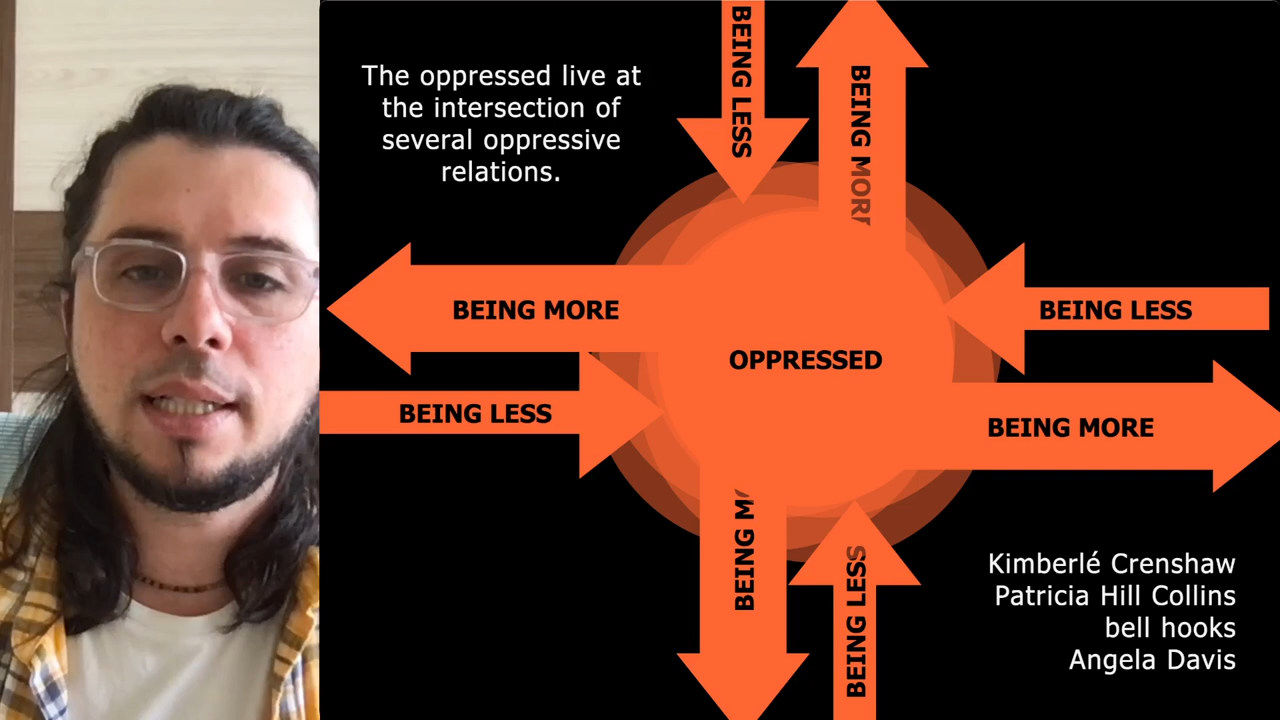 The oppressed live at
the intersection of
several oppressive
relations.
BEING LESS
BEING MORE
BEING MORE
BEING LESS
OPPRESSED
BEING LESS
BEING MORE
BEING M
BEING LESS
Kimberlé Crenshaw
Patricia Hill Collins
bell hooks
Angela Davis